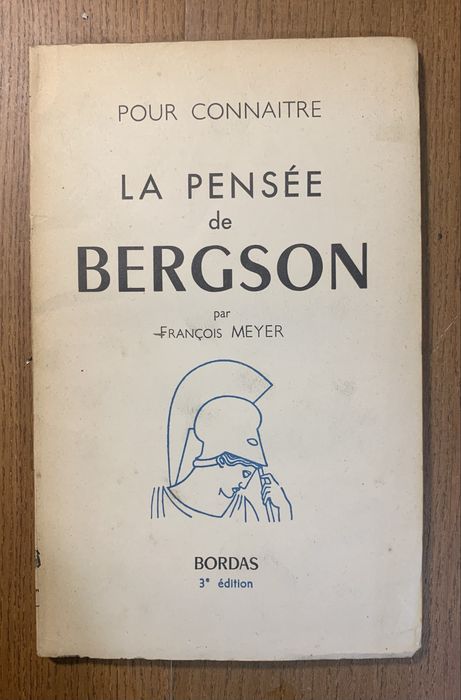 POUR CONNAITRE
LA PENSÉE
de
BERGSON
par
FRANÇOIS MEYER
BORDAS
3e édition